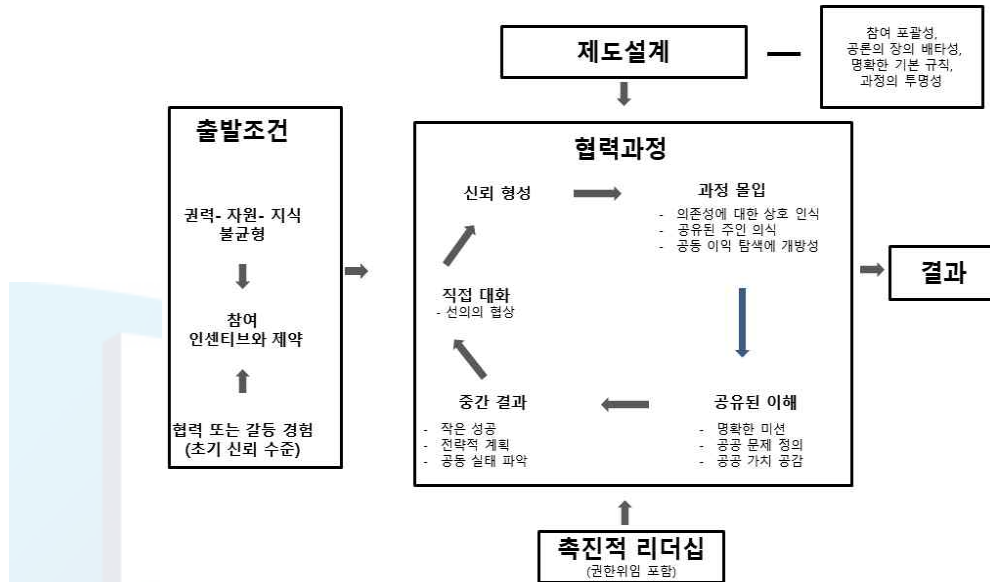 제도설계
참여 포괄성,
공론의 장의 배타성,
명확한 기본 규칙,
과정의 투명성
출발조건
권력- 자원- 지식
불균형
참여
인센티브와 제약
협력 또는 갈등 경험
(초기 신뢰 수준)
협력과정
신뢰 형성
과정 몰입
- 의존성에 대한 상호 인식
- 공유된 주인 의식
- 공동 이익 탐색에 개방성
직접 대화
- 선의의 협상
중간 결과
- 작은 성공
- 전략적 계획
- 공동 실태 파악
공유된 이해
- 명확한 미션
- 공공 문제 정의
- 공공 가치 공감
결과
촉진적 리더십
(권한위임 포함)